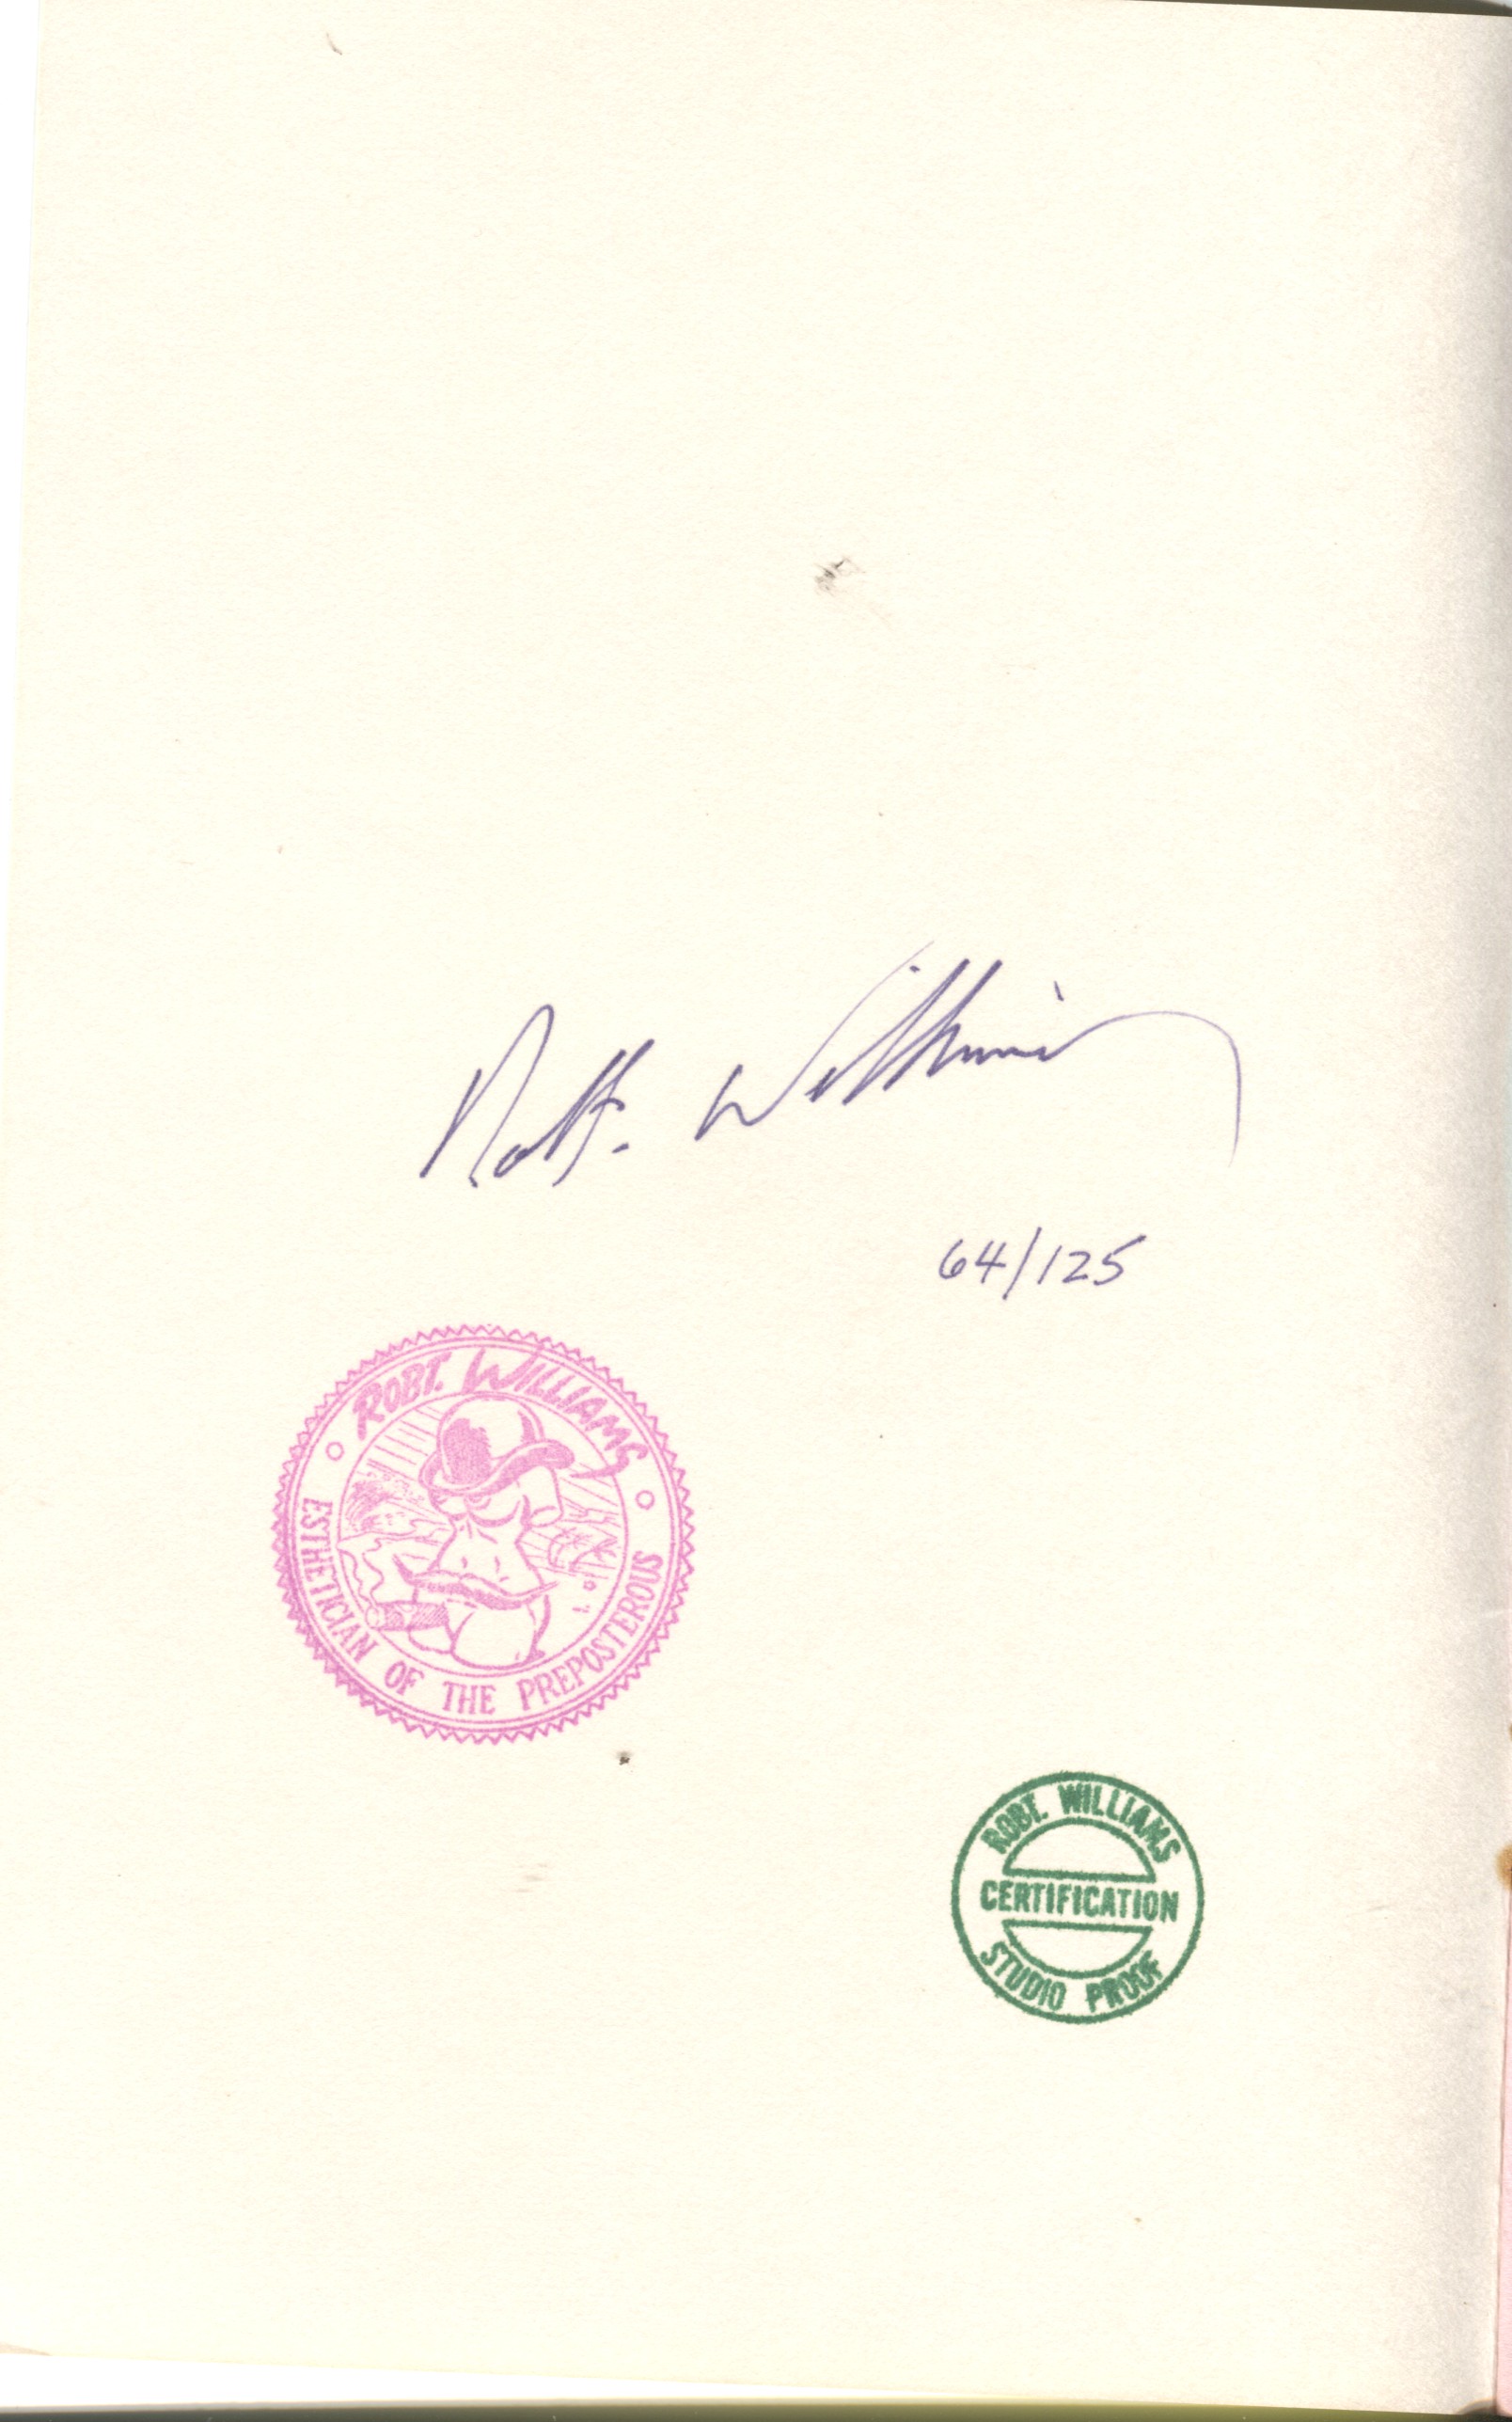 Robt. Williams
64/125
ROBT. WILLIAMS
ESTHETICIAN OF THE PREPOSTEROUS
ROBT. WILLIAMS
CERTIFICATION
STUDIO PROOF